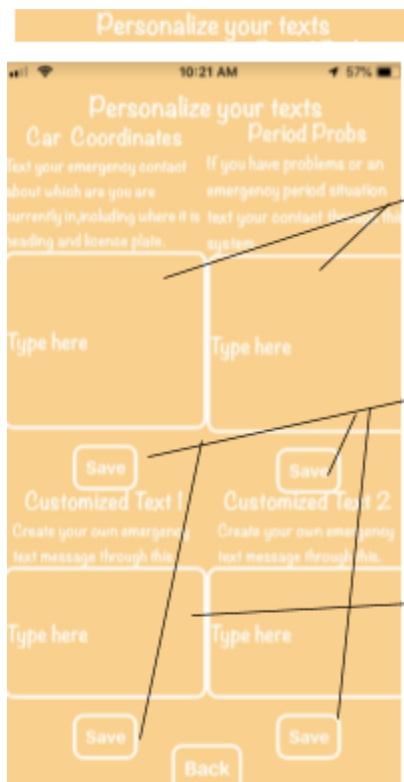 Personalize your texts
10:21 AM
57%
Personalize your texts
Car Coordinates
Text your emergency contact
about which are you are
currently in,including where it is
heading and licence plate.
Period Probs
If you have problems or an
emergency period situation
text your contact through this
system
Type here
Type here
Save
Save
Customized Text 1
Create your own emergency
text message through this.
Customized Text 2
Create your own emergency
text message through this.
Type here
Type here
Save
Save
Back